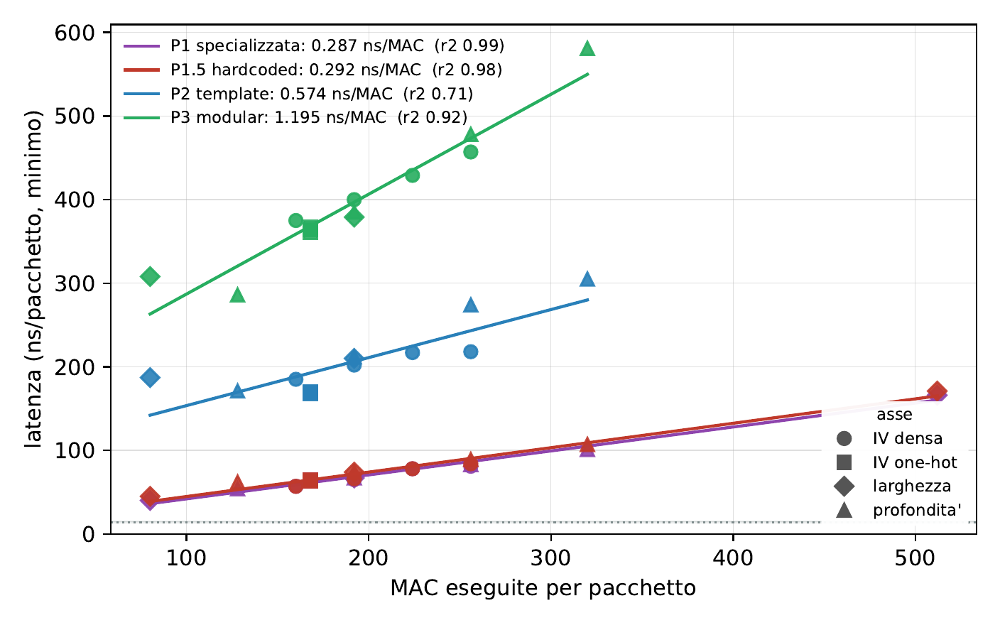 P1 specializzata: 0.287 ns/MAC (r2 0.99)
P1.5 hardcoded: 0.292 ns/MAC (r2 0.98)
P2 template: 0.574 ns/MAC (r2 0.71)
P3 modular: 1.195 ns/MAC (r2 0.92)
latenza (ns/pacchetto, minimo)
600
500
400
300
200
100
0
asse
IV densa
IV one-hot
larghezza
profondita'
100 200 300 400 500
MAC eseguite per pacchetto